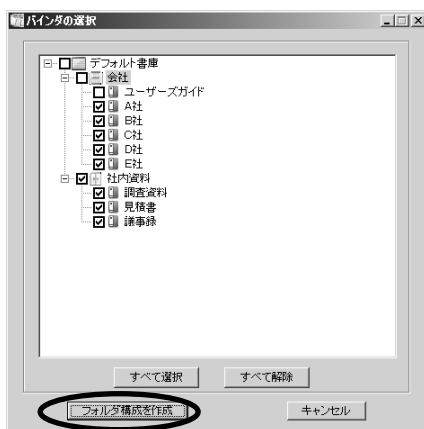 バインダの選択
デフォルト書庫
会社
ユーザーズガイド
A社
B社
C社
D社
E社
社内資料
調査資料
見積書
議事録
すべて選択 すべて解除
フォルダ構成を作成 キャンセル